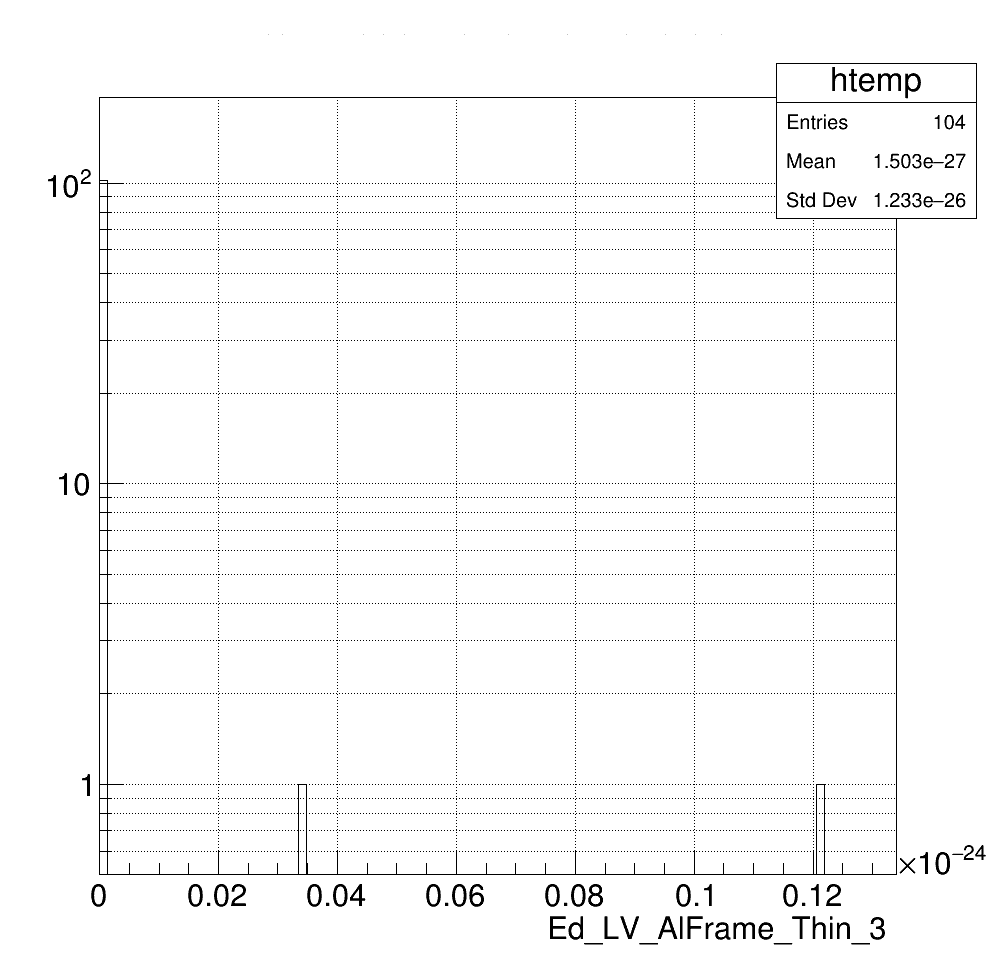 htemp
Entries 104
Mean 1.503e−27
Std Dev 1.233e−26
10²
10
1
0 0.02 0.04 0.06 0.08 0.1 0.12
×10⁻²⁴
Ed_LV_AlFrame_Thin_3